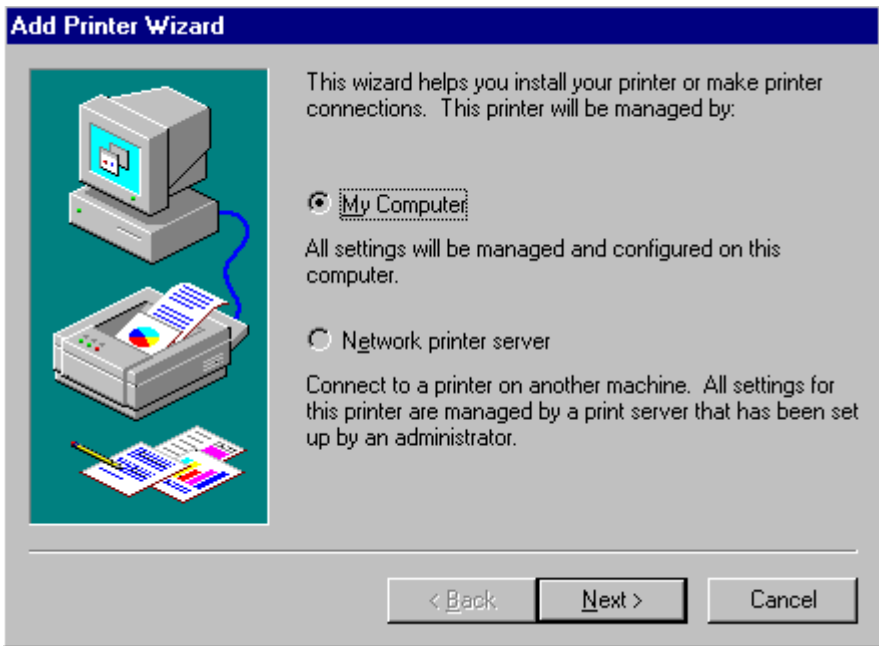 Add Printer Wizard
This wizard helps you install your printer or make printer
connections.  This printer will be managed by:
My Computer
All settings will be managed and configured on this
computer.
Network printer server
Connect to a printer on another machine.  All settings for
this printer are managed by a print server that has been set
up by an administrator.
< Back
Next >
Cancel